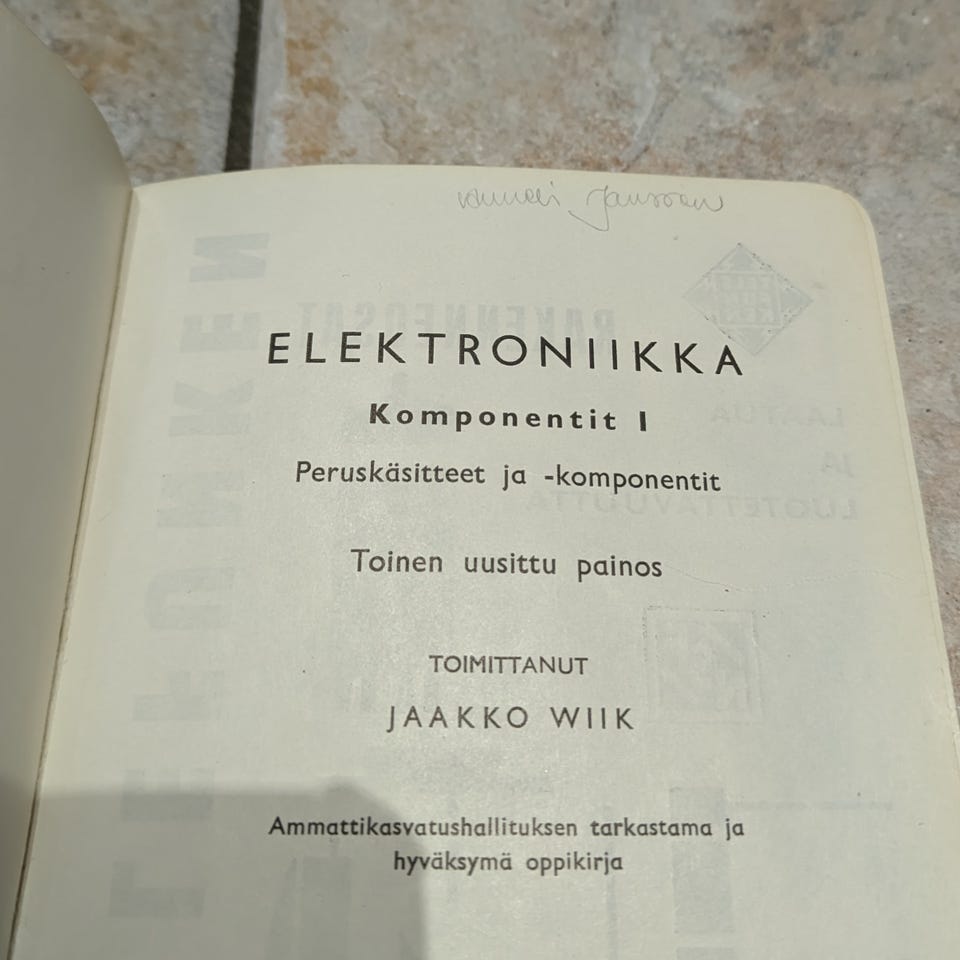 ELEKTRONIIKKA
Komponentit I
Peruskäsitteet ja -komponentit
Toinen uusittu painos
TOIMITTANUT
JAAKKO WIIK
Ammattikasvatushallituksen tarkastama ja
hyväksymä oppikirja